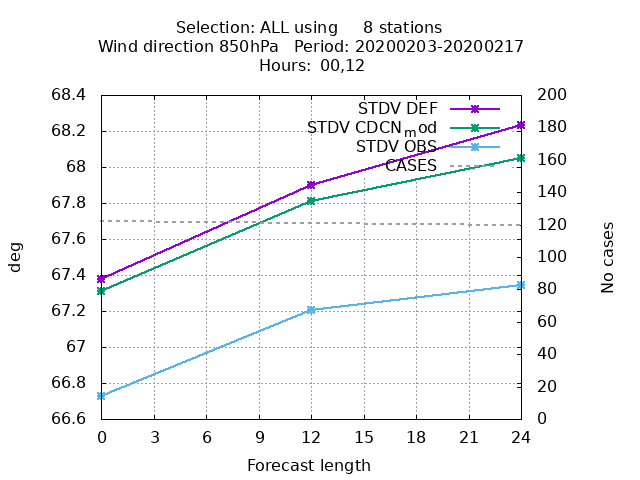 Selection: ALL using     8 stations
Wind direction 850hPa   Period: 20200203-20200217
Hours: 00,12
68.4
68.2
68
67.8
67.6
67.4
67.2
67
66.8
66.6
deg
STDV DEF
STDV CDCNmod
STDV OBS
CASES
200
180
160
140
120
100
80
60
40
20
0
No cases
0 3 6 9 12 15 18 21 24
Forecast length